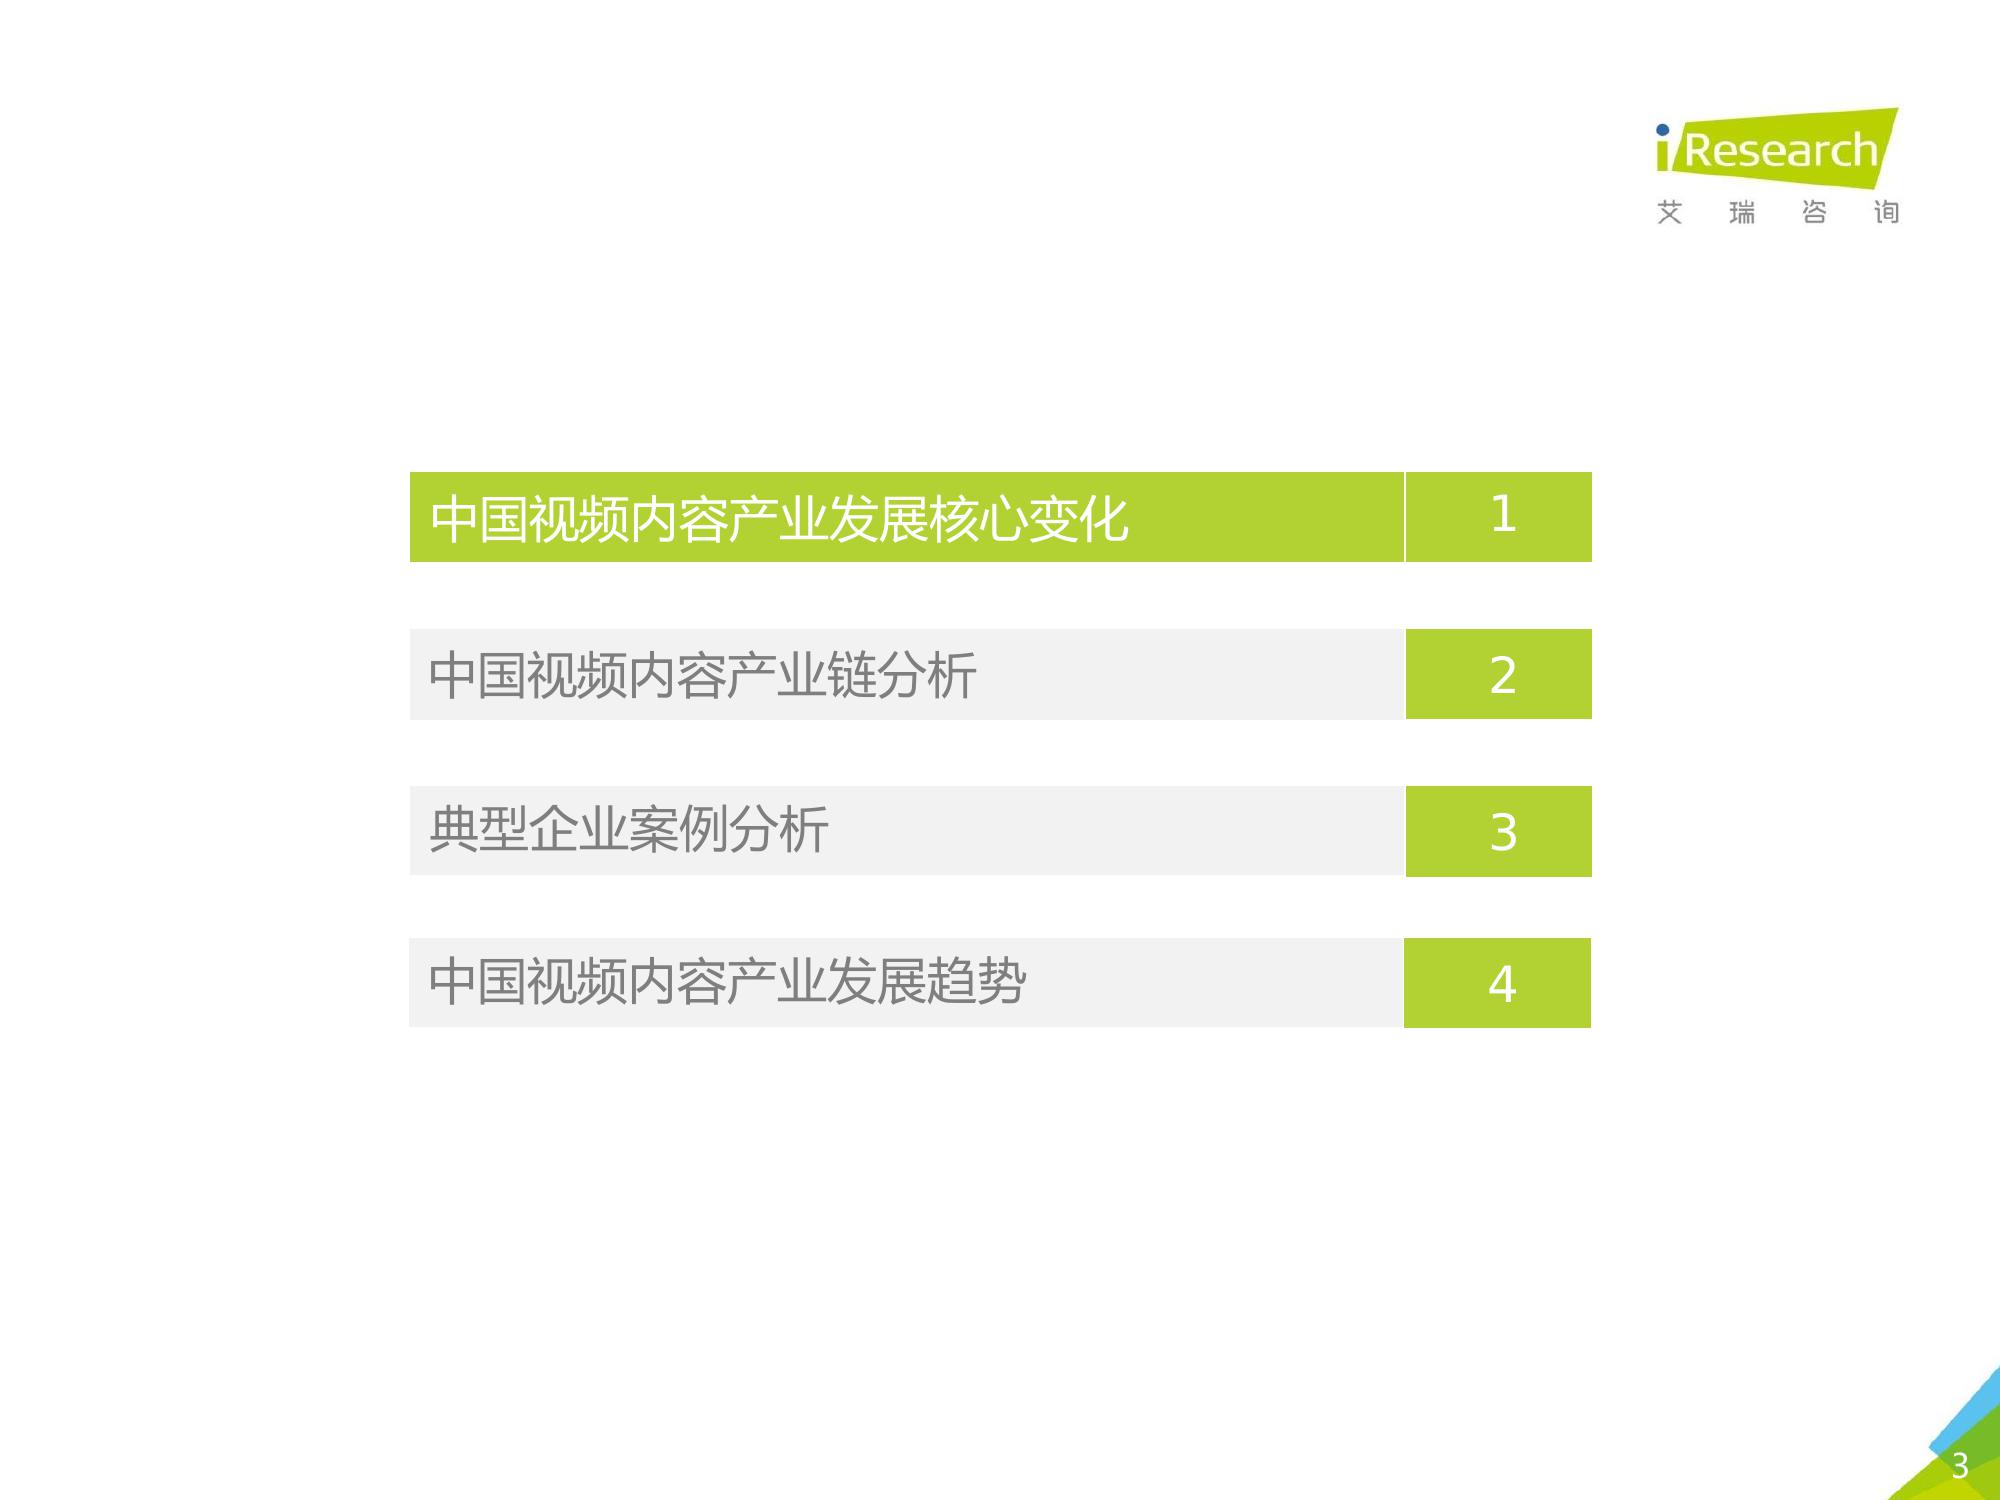 iResearch
艾瑞咨询
中国视频内容产业发展核心变化 1
中国视频内容产业链分析 2
典型企业案例分析 3
中国视频内容产业发展趋势 4
3